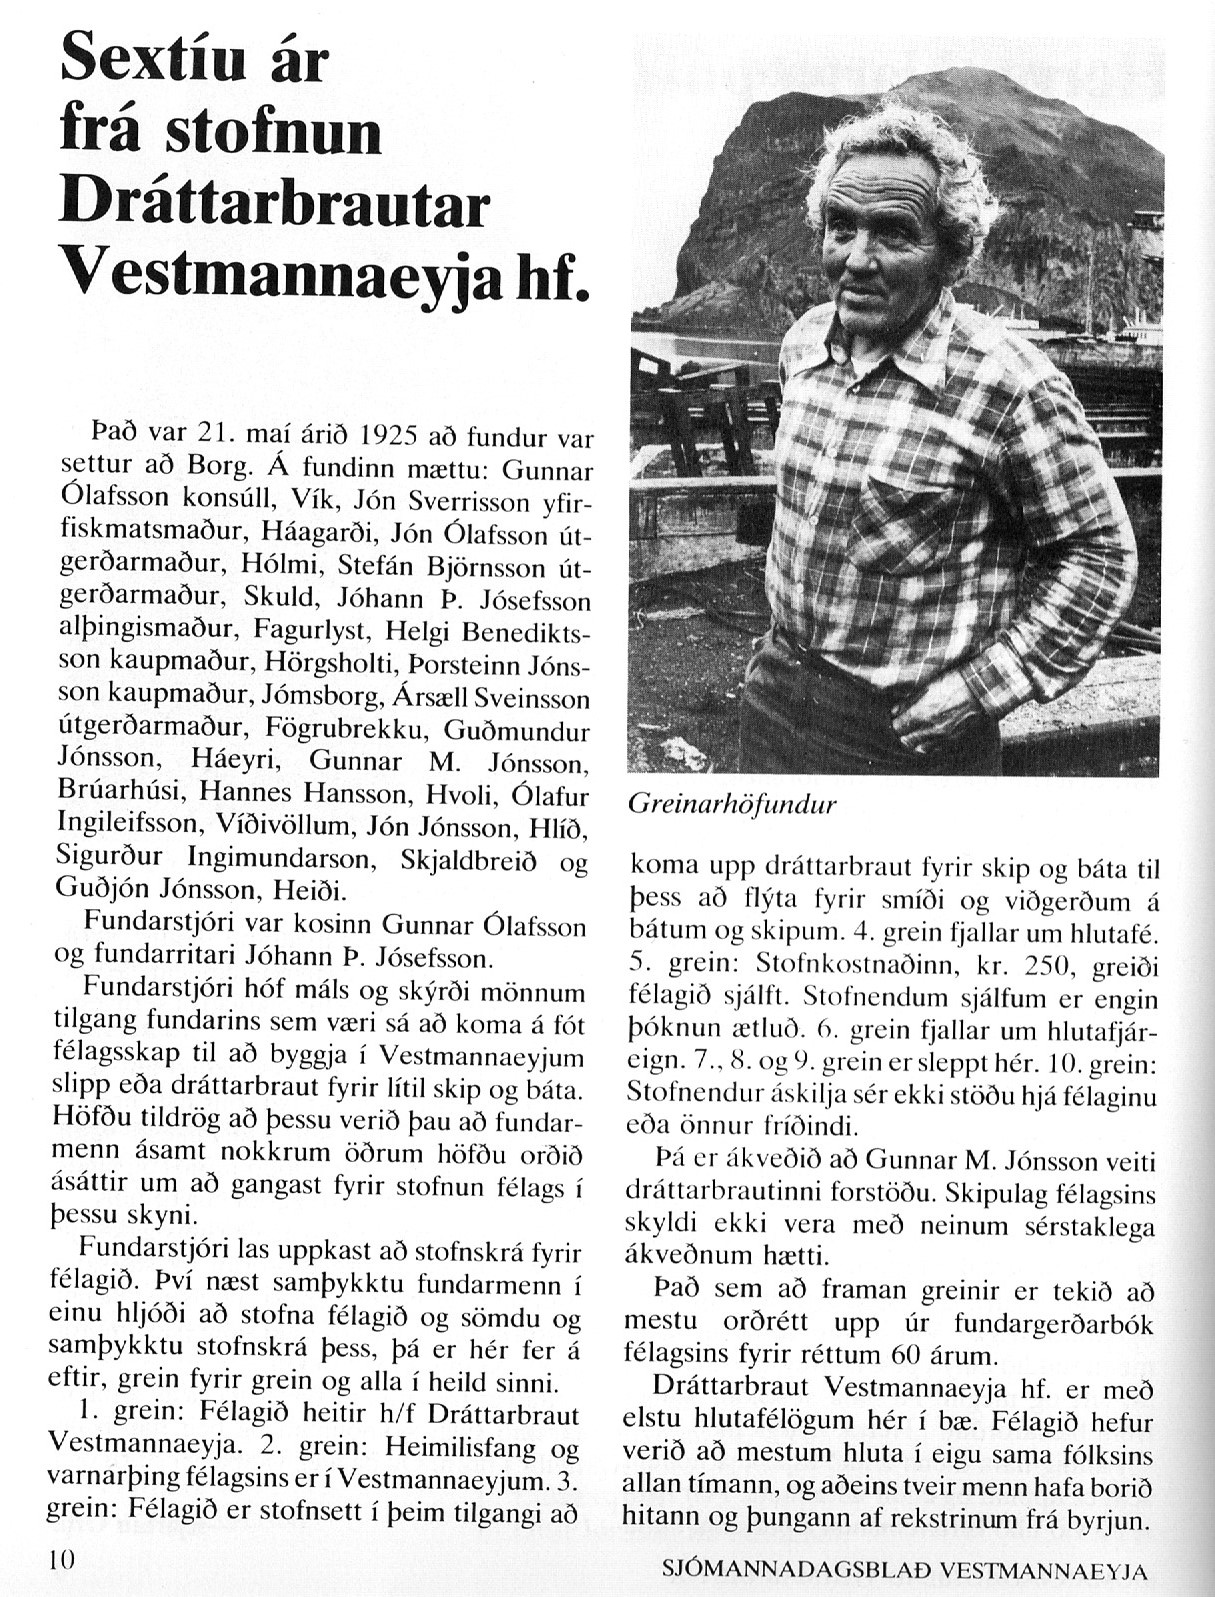 Sextíu ár
frá stofnun
Dráttarbrautar
Vestmannaeyja hf.
Það var 21. maí árið 1925 að fundur var
settur að Borg. Á fundinn mættu: Gunnar
Ólafsson konsúll, Vík, Jón Sverrisson yfir-
fiskmatsmaður, Háagarði, Jón Ólafsson út-
gerðarmaður, Hólmi, Stefán Björnsson út-
gerðarmaður, Skuld, Jóhann Þ. Jósefsson
alþingismaður, Fagurlyst, Helgi Benedikts-
son kaupmaður, Hörgsholti, Þorsteinn Jóns-
son kaupmaður, Jómsborg, Ársæll Sveinsson
útgerðarmaður, Fögrubrekku, Guðmundur
Jónsson, Háeyri, Gunnar M. Jónsson,
Brúarhúsi, Hannes Hansson, Hvoli, Ólafur
Ingileifsson, Víðivöllum, Jón Jónsson, Hlíð,
Sigurður Ingimundarson, Skjaldbreið og
Guðjón Jónsson, Heiði.
Fundarstjóri var kosinn Gunnar Ólafsson
og fundarritari Jóhann Þ. Jósefsson.
Fundarstjóri hóf máls og skýrði mönnum
tilgang fundarins sem væri sá að koma á fót
félagsskap til að byggja í Vestmannaeyjum
slipp eða dráttarbraut fyrir lítil skip og báta.
Höfðu tildrög að þessu verið þau að fundar-
menn ásamt nokkrum öðrum höfðu orðið
ásáttir um að gangast fyrir stofnun félags í
þessu skyni.
Fundarstjóri las uppkast að stofnskrá fyrir
félagið. Því næst samþykktu fundarmenn í
einu hljóði að stofna félagið og sömdu og
samþykktu stofnskrá þess, þá er hér fer á
eftir, grein fyrir grein og alla í heild sinni.
1. grein: Félagið heitir h/f Dráttarbraut
Vestmannaeyja. 2. grein: Heimilisfang og
varnarþing félagsins er í Vestmannaeyjum. 3.
grein: Félagið er stofnsett í þeim tilgangi að
10
Greinarhöfundur
koma upp dráttarbraut fyrir skip og báta til
þess að flýta fyrir smíði og viðgerðum á
bátum og skipum. 4. grein fjallar um hlutafé.
5. grein: Stofnkostnaðinn, kr. 250, greiði
félagið sjálft. Stofnendum sjálfum er engin
þóknun ætluð. 6. grein fjallar um hlutafjár-
eign. 7., 8. og 9. grein er sleppt hér. 10. grein:
Stofnendur áskilja sér ekki stöðu hjá félaginu
eða önnur fríðindi.
Þá er ákveðið að Gunnar M. Jónsson veiti
dráttarbrautinni forstöðu. Skipulag félagsins
skyldi ekki vera með neinum sérstaklega
ákveðnum hætti.
Það sem að framan greinir er tekið að
mestu orðrétt upp úr fundargerðarbók
félagsins fyrir réttum 60 árum.
Dráttarbraut Vestmannaeyja hf. er með
elstu hlutafélögum hér í bæ. Félagið hefur
verið að mestum hluta í eigu sama fólksins
allan tímann, og aðeins tveir menn hafa borið
hitann og þungann af rekstrinum frá byrjun.
SJÓMANNADAGSBLAÐ VESTMANNAEYJA